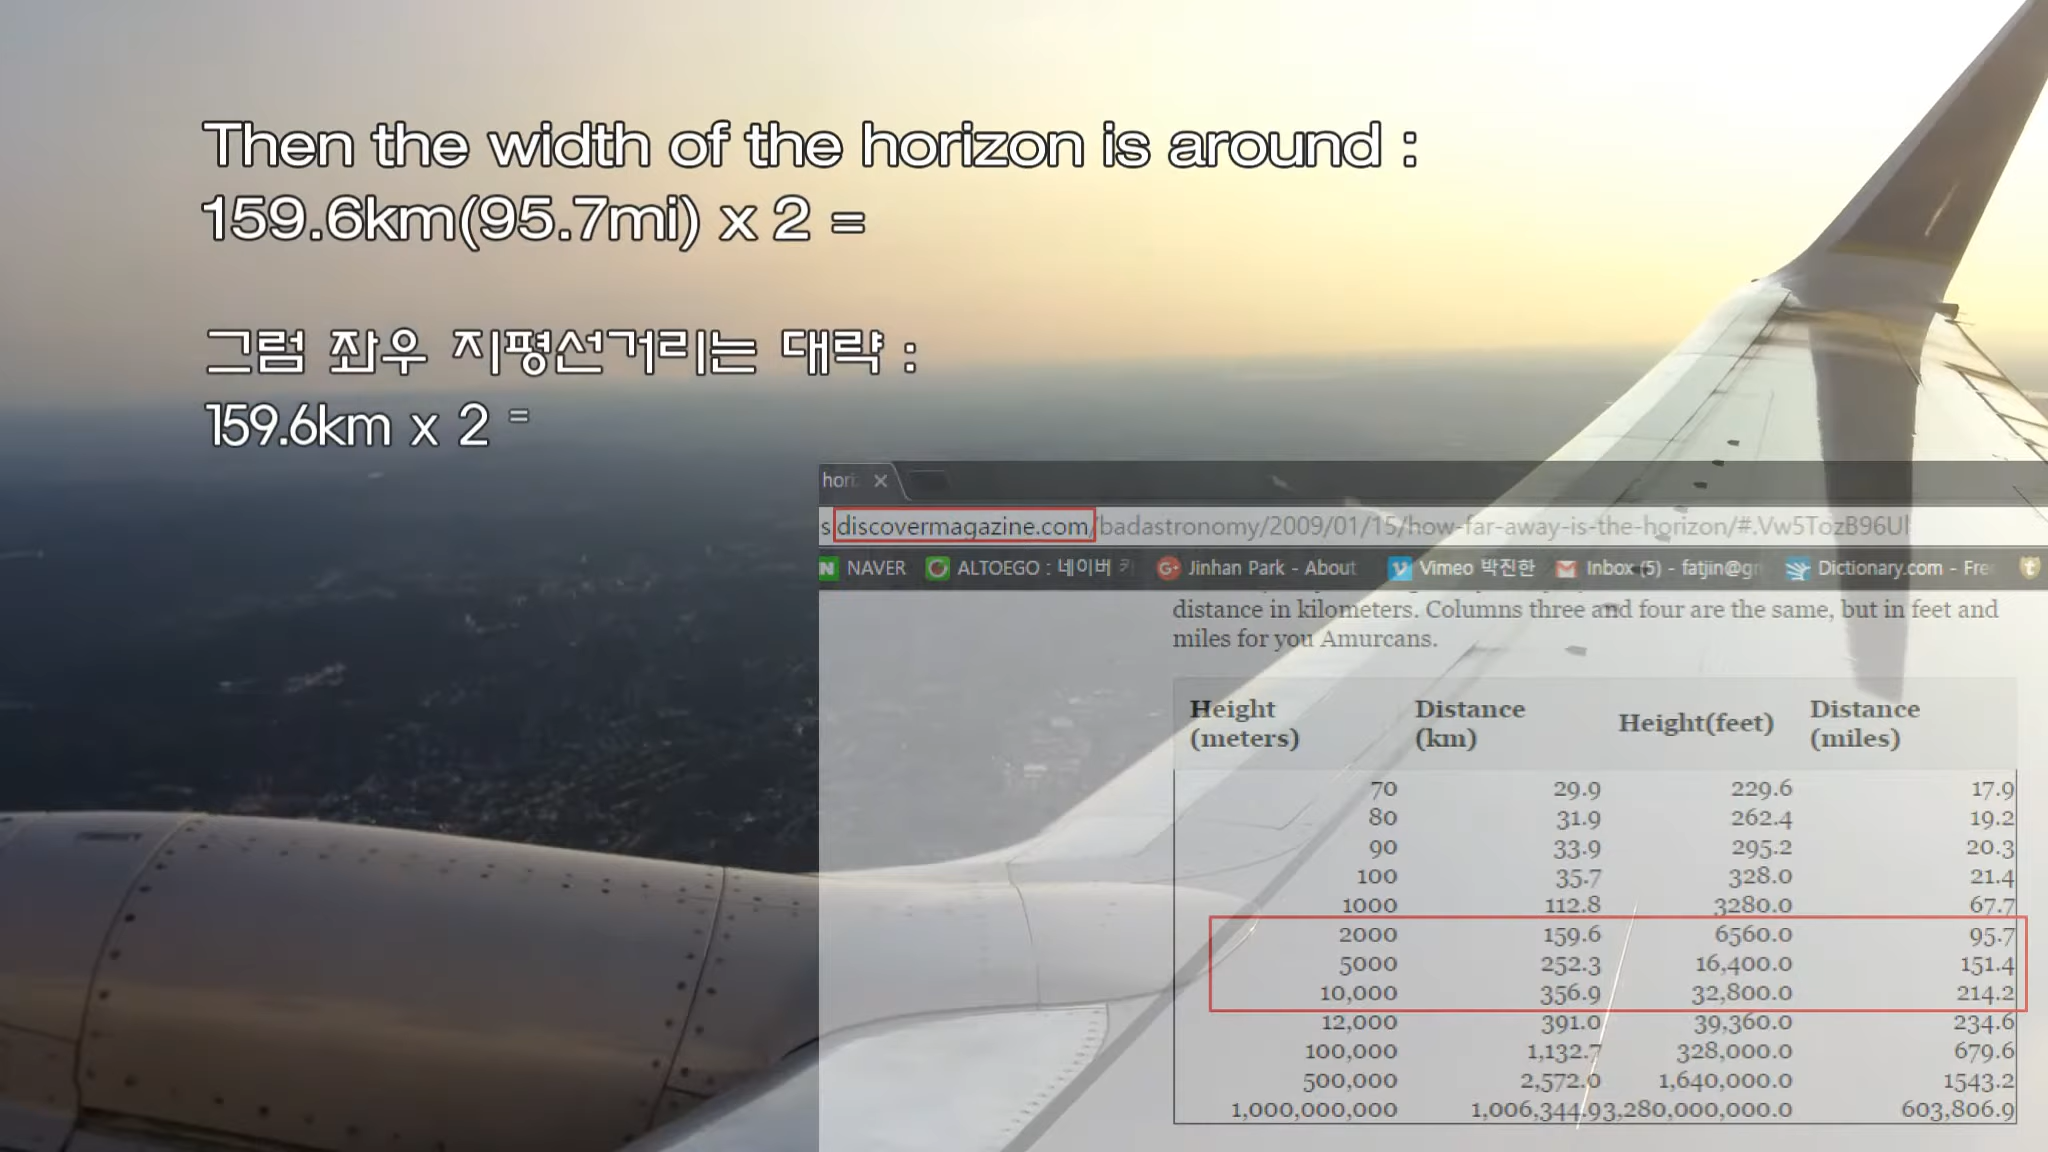 Then the width of the horizon is around :
159.6km(95.7mi) x 2 =
그럼 좌우 지평선거리는 대략 :
159.6km x 2 =
hori
s discovermagazine.com/badastronomy/2009/01/15/how-far-away-is-the-horizon/#.Vw5TozB96UI
NAVER ALTOEGO : 네이버 카 Jinhan Park - About Vimeo 박진한 Inbox (5) - fatjin@gm Dictionary.com - Fre
distance in kilometers. Columns three and four are the same, but in feet and
miles for you Amurcans.
Height (meters) Distance (km) Height(feet) Distance (miles)
70 29.9 229.6 17.9
80 31.9 262.4 19.2
90 33.9 295.2 20.3
100 35.7 328.0 21.4
1000 112.8 3280.0 67.7
2000 159.6 6560.0 95.7
5000 252.3 16,400.0 151.4
10,000 356.9 32,800.0 214.2
12,000 391.0 39,360.0 234.6
100,000 1,132.7 328,000.0 679.6
500,000 2,572.0 1,640,000.0 1543.2
1,000,000,000 1,006,344.9 3,280,000,000.0 603,806.9